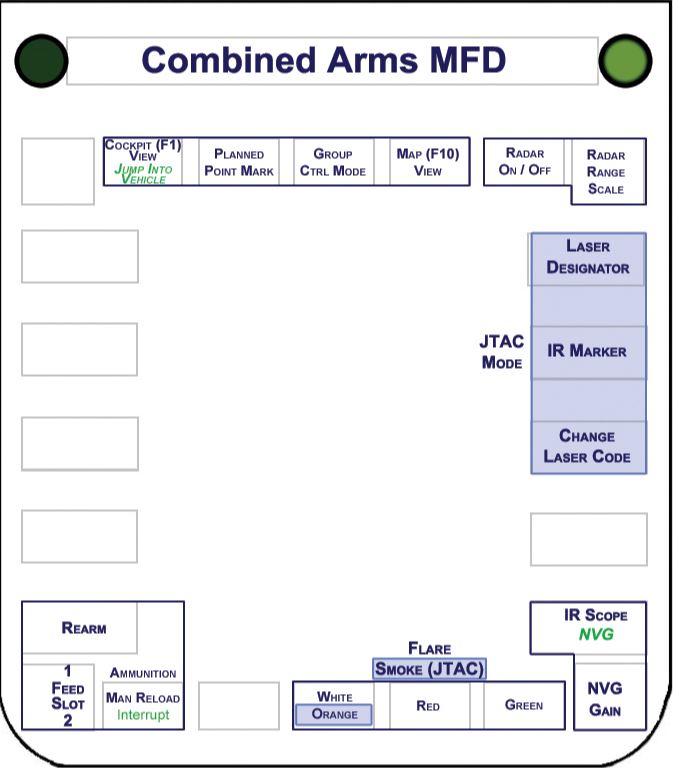 Combined Arms MFD
Cockpit (F1)
View
Jump Into
Vehicle
Planned
Point Mark
Group
Ctrl Mode
Map (F10)
View
Radar
On / Off
Radar
Range
Scale
Laser
Designator
JTAC
Mode
IR Marker
Change
Laser Code
Rearm
IR Scope
NVG
1
Feed
Slot
2
Ammunition
Man Reload
Interrupt
Flare
Smoke (JTAC)
White
Orange
Red
Green
NVG
Gain